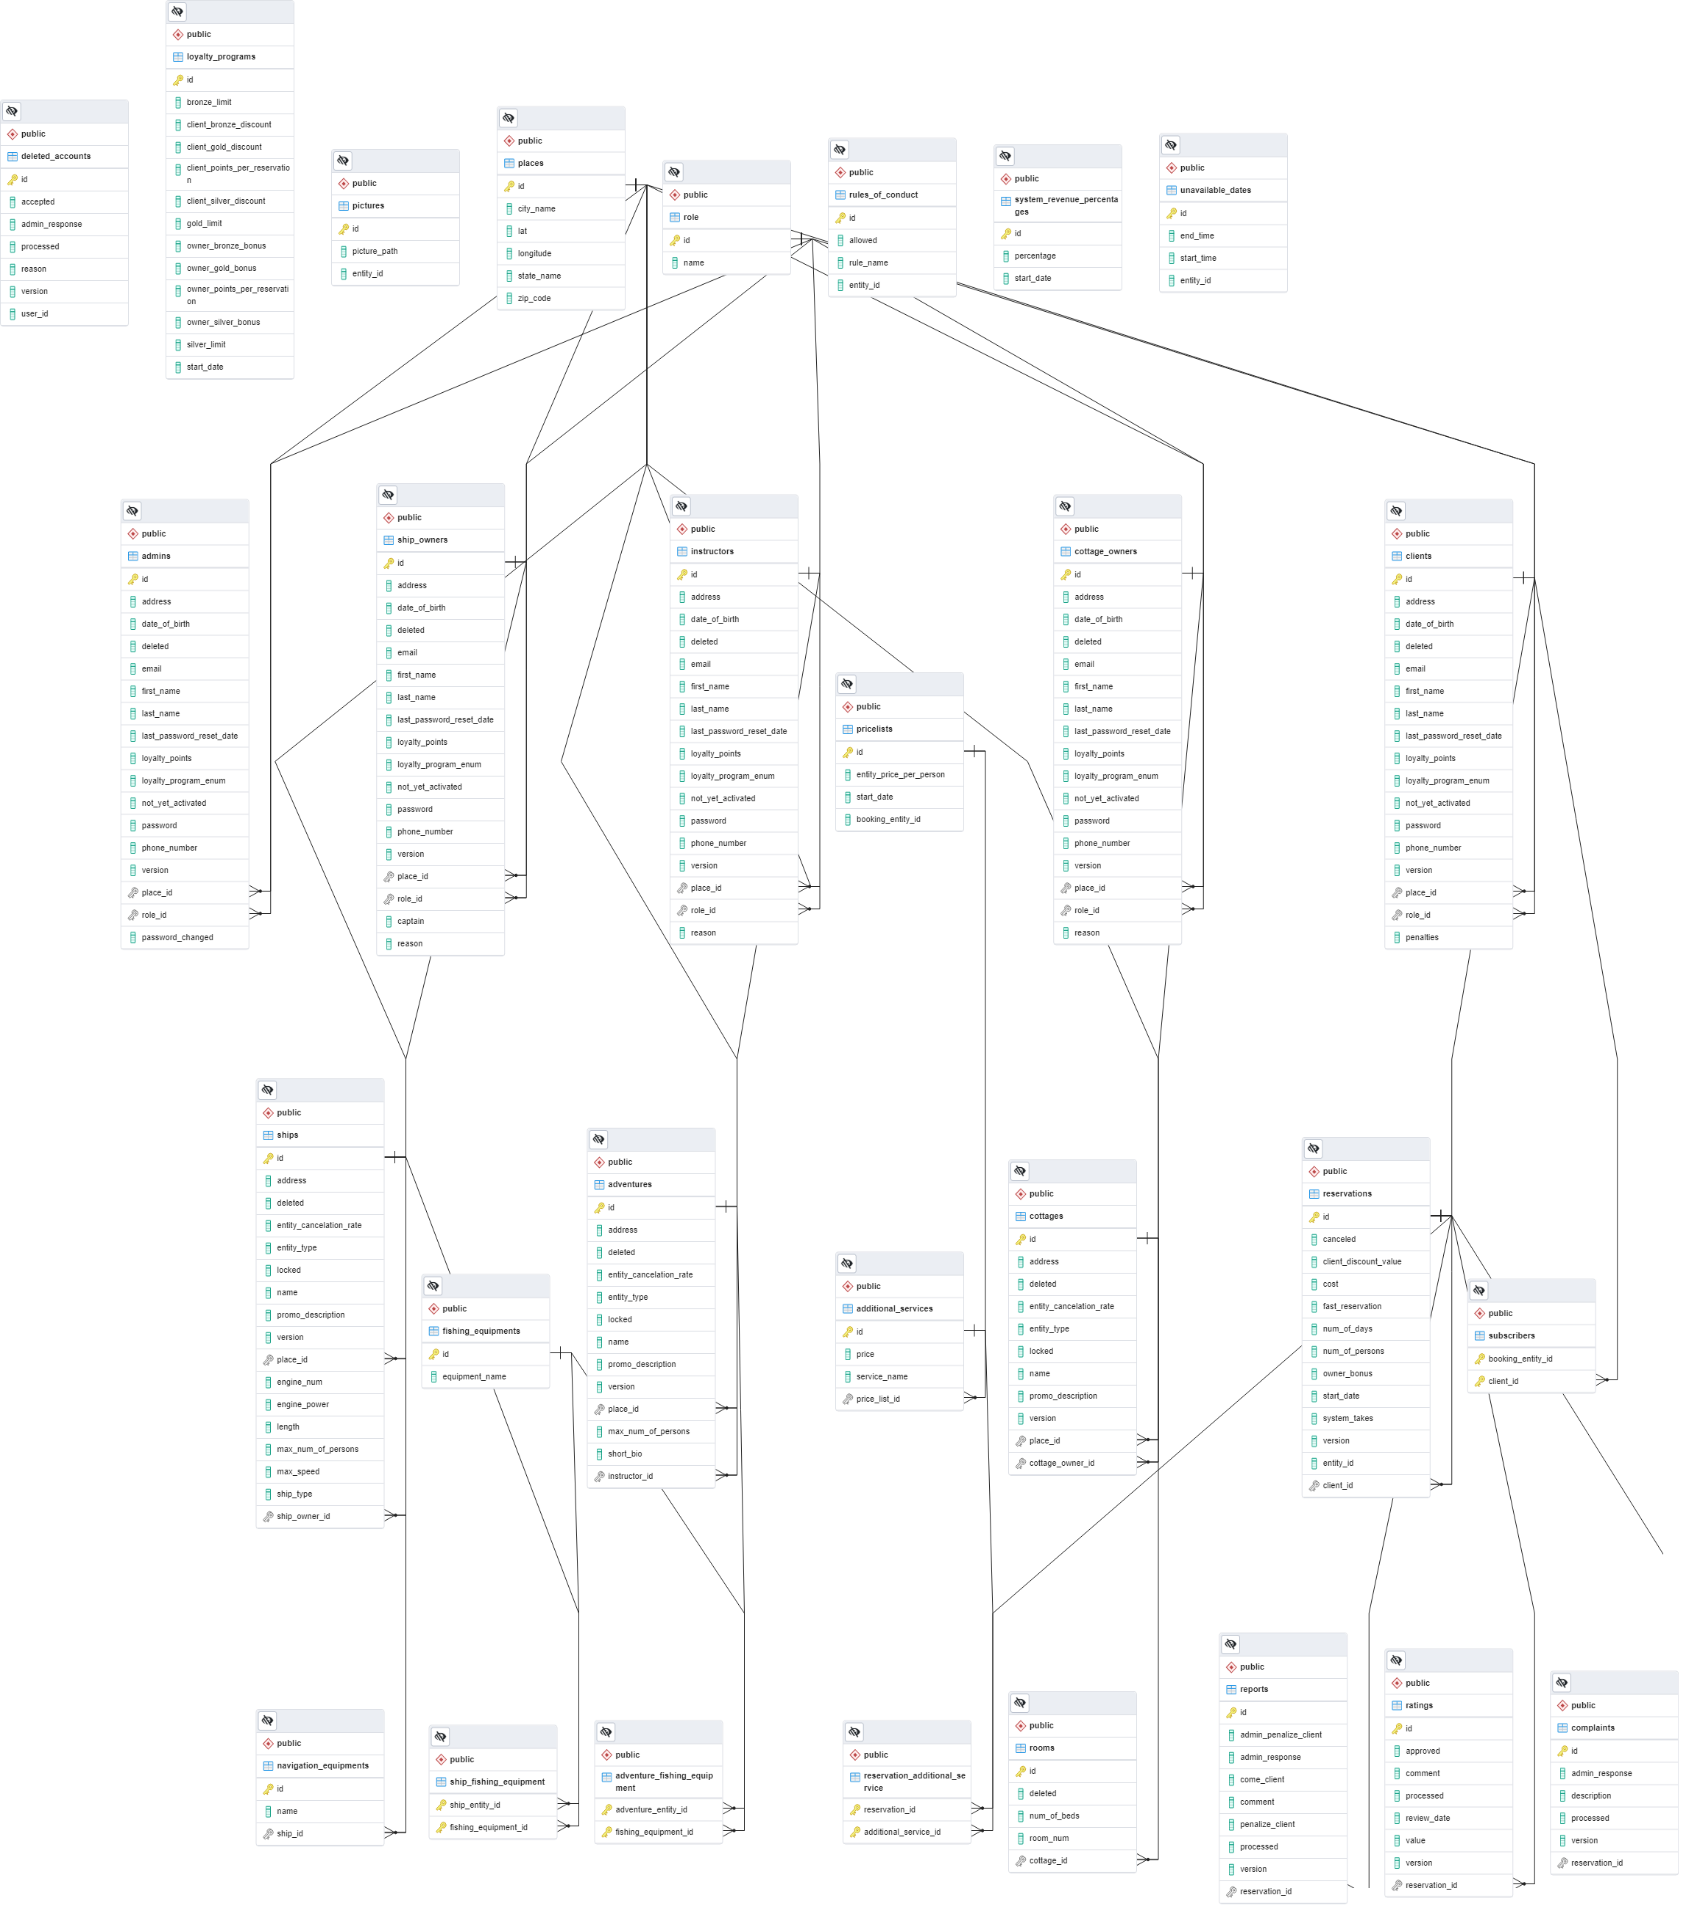 public
loyalty_programs
id
bronze_limit
client_bronze_discount
client_gold_discount
client_points_per_reservatio
n
client_silver_discount
gold_limit
owner_bronze_bonus
owner_gold_bonus
owner_points_per_reservati
on
owner_silver_bonus
silver_limit
start_date
public
deleted_accounts
id
accepted
admin_response
processed
reason
version
user_id
public
pictures
id
picture_path
entity_id
public
places
id
city_name
lat
longitude
state_name
zip_code
public
role
id
name
public
rules_of_conduct
id
allowed
rule_name
entity_id
public
system_revenue_percenta
ges
id
percentage
start_date
public
unavailable_dates
id
end_time
start_time
entity_id
public
admins
id
address
date_of_birth
deleted
email
first_name
last_name
last_password_reset_date
loyalty_points
loyalty_program_enum
not_yet_activated
password
phone_number
version
place_id
role_id
password_changed
public
ship_owners
id
address
date_of_birth
deleted
email
first_name
last_name
last_password_reset_date
loyalty_points
loyalty_program_enum
not_yet_activated
password
phone_number
version
place_id
role_id
captain
reason
public
instructors
id
address
date_of_birth
deleted
email
first_name
last_name
last_password_reset_date
loyalty_points
loyalty_program_enum
not_yet_activated
password
phone_number
version
place_id
role_id
reason
public
pricelists
id
entity_price_per_person
start_date
booking_entity_id
public
cottage_owners
id
address
date_of_birth
deleted
email
first_name
last_name
last_password_reset_date
loyalty_points
loyalty_program_enum
not_yet_activated
password
phone_number
version
place_id
role_id
reason
public
clients
id
address
date_of_birth
deleted
email
first_name
last_name
last_password_reset_date
loyalty_points
loyalty_program_enum
not_yet_activated
password
phone_number
version
place_id
role_id
penalties
public
ships
id
address
deleted
entity_cancelation_rate
entity_type
locked
name
promo_description
version
place_id
engine_num
engine_power
length
max_num_of_persons
max_speed
ship_type
ship_owner_id
public
fishing_equipments
id
equipment_name
public
adventures
id
address
deleted
entity_cancelation_rate
entity_type
locked
name
promo_description
version
place_id
max_num_of_persons
short_bio
instructor_id
public
additional_services
id
price
service_name
price_list_id
public
cottages
id
address
deleted
entity_cancelation_rate
entity_type
locked
name
promo_description
version
place_id
cottage_owner_id
public
reservations
id
canceled
client_discount_value
cost
fast_reservation
num_of_days
num_of_persons
owner_bonus
start_date
system_takes
version
entity_id
client_id
public
subscribers
booking_entity_id
client_id
public
navigation_equipments
id
name
ship_id
public
ship_fishing_equipment
ship_entity_id
fishing_equipment_id
public
adventure_fishing_equip
ment
adventure_entity_id
fishing_equipment_id
public
reservation_additional_se
rvice
reservation_id
additional_service_id
public
rooms
id
deleted
num_of_beds
room_num
cottage_id
public
reports
id
admin_penalize_client
admin_response
come_client
comment
penalize_client
processed
version
reservation_id
public
ratings
id
approved
comment
processed
review_date
value
version
reservation_id
public
complaints
id
admin_response
description
processed
version
reservation_id